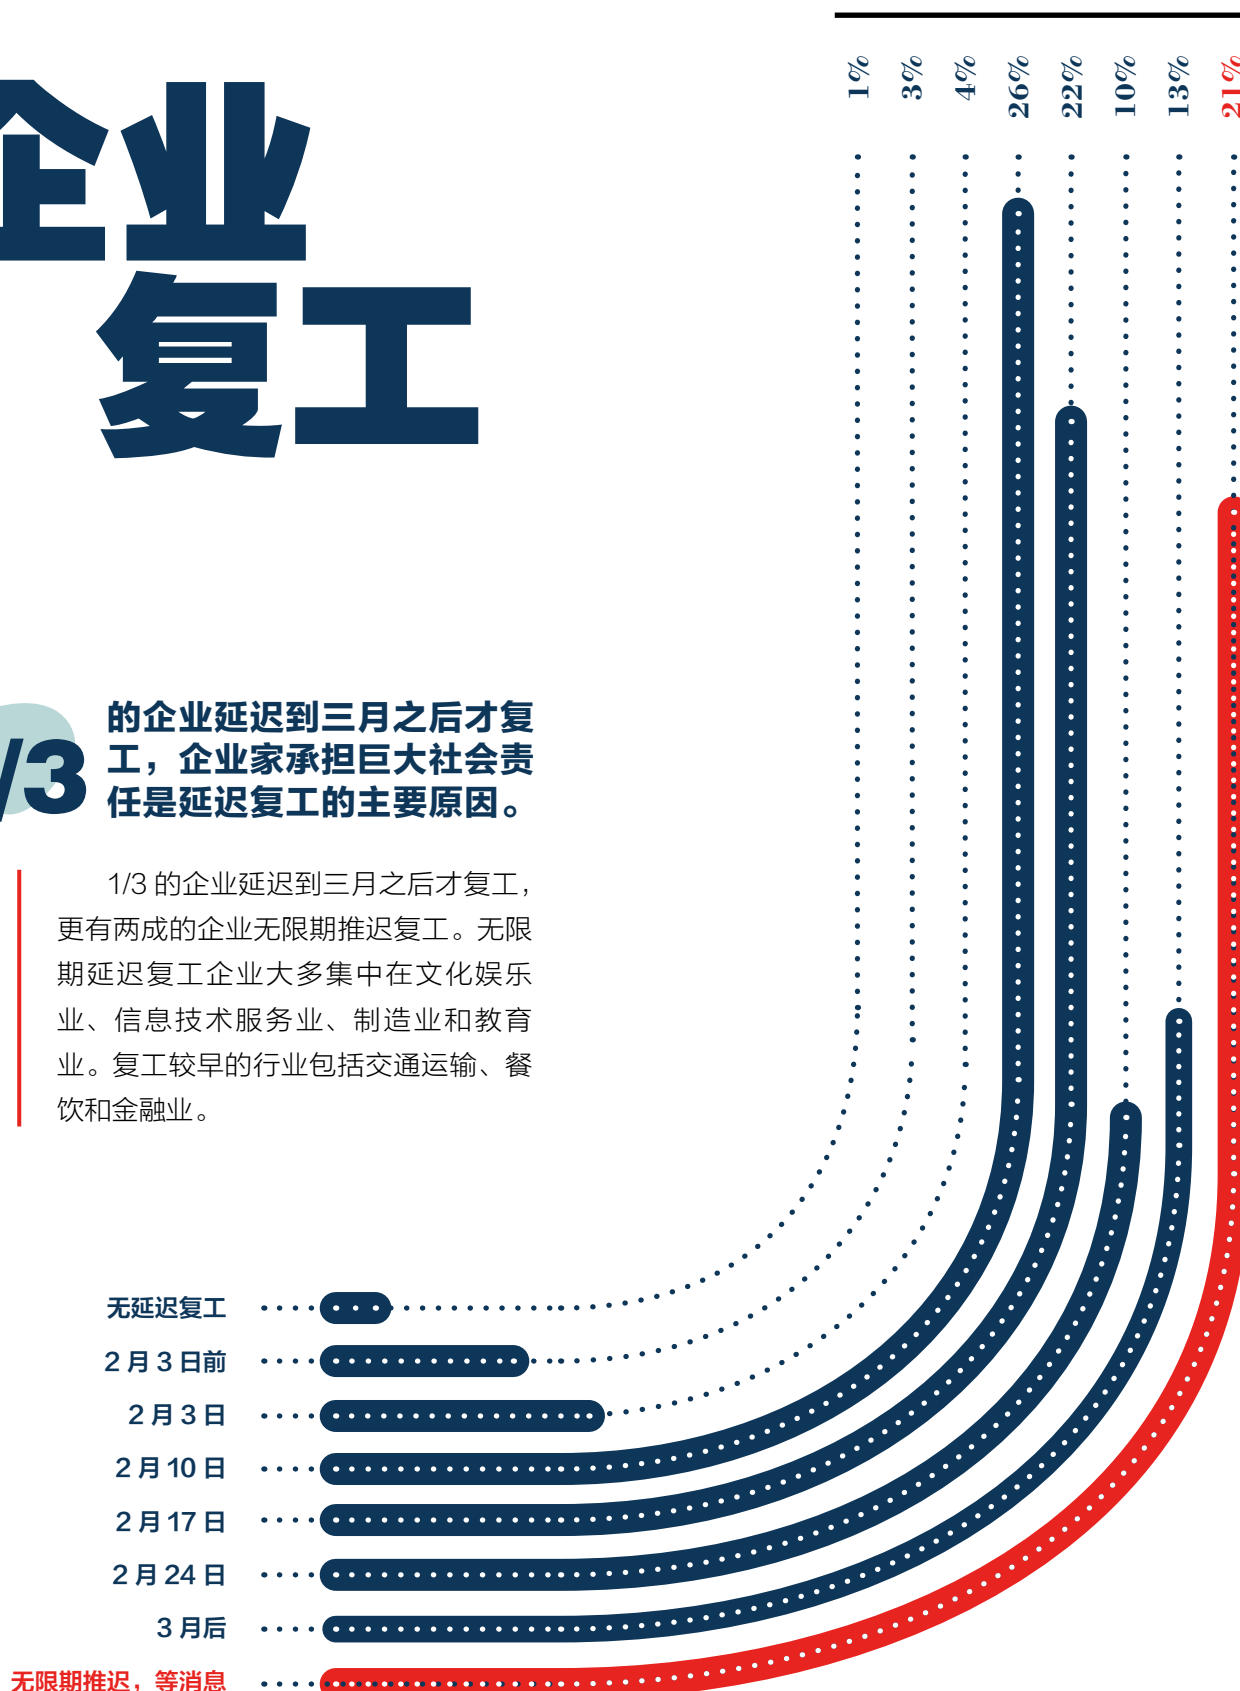 1%
3%
4%
26%
22%
10%
13%
21%
企业
复工
/3
的企业延迟到三月之后才复
工，企业家承担巨大社会责
任是延迟复工的主要原因。
1/3 的企业延迟到三月之后才复工，
更有两成的企业无限期推迟复工。无限
期延迟复工企业大多集中在文化娱乐
业、信息技术服务业、制造业和教育
业。复工较早的行业包括交通运输、餐
饮和金融业。
无延迟复工
2 月 3 日前
2 月 3 日
2 月 10 日
2 月 17 日
2 月 24 日
3 月后
无限期推迟，等消息